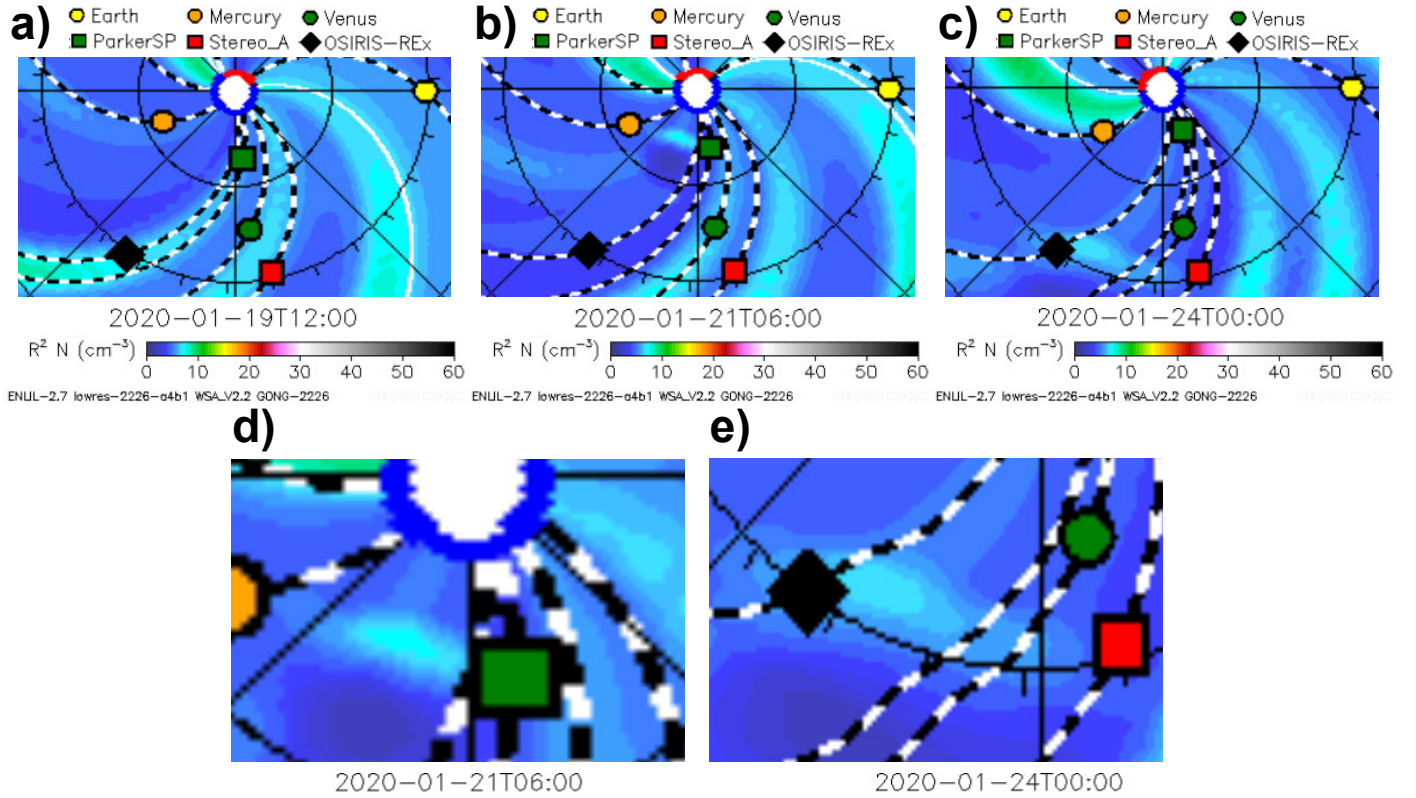 a)
Earth Mercury Venus
ParkerSP Stereo_A OSIRIS-REx
2020-01-19T12:00
R² N (cm⁻³)
0 10 20 30 40 50 60
ENLIL-2.7 lowres-2226-a4b1 WSA_V2.2 GONG-2226
b)
Earth Mercury Venus
ParkerSP Stereo_A OSIRIS-REx
2020-01-21T06:00
R² N (cm⁻³)
0 10 20 30 40 50 60
ENLIL-2.7 lowres-2226-a4b1 WSA_V2.2 GONG-2226
c)
Earth Mercury Venus
ParkerSP Stereo_A OSIRIS-REx
2020-01-24T00:00
R² N (cm⁻³)
0 10 20 30 40 50 60
ENLIL-2.7 lowres-2226-a4b1 WSA_V2.2 GONG-2226
d)
2020-01-21T06:00
e)
2020-01-24T00:00